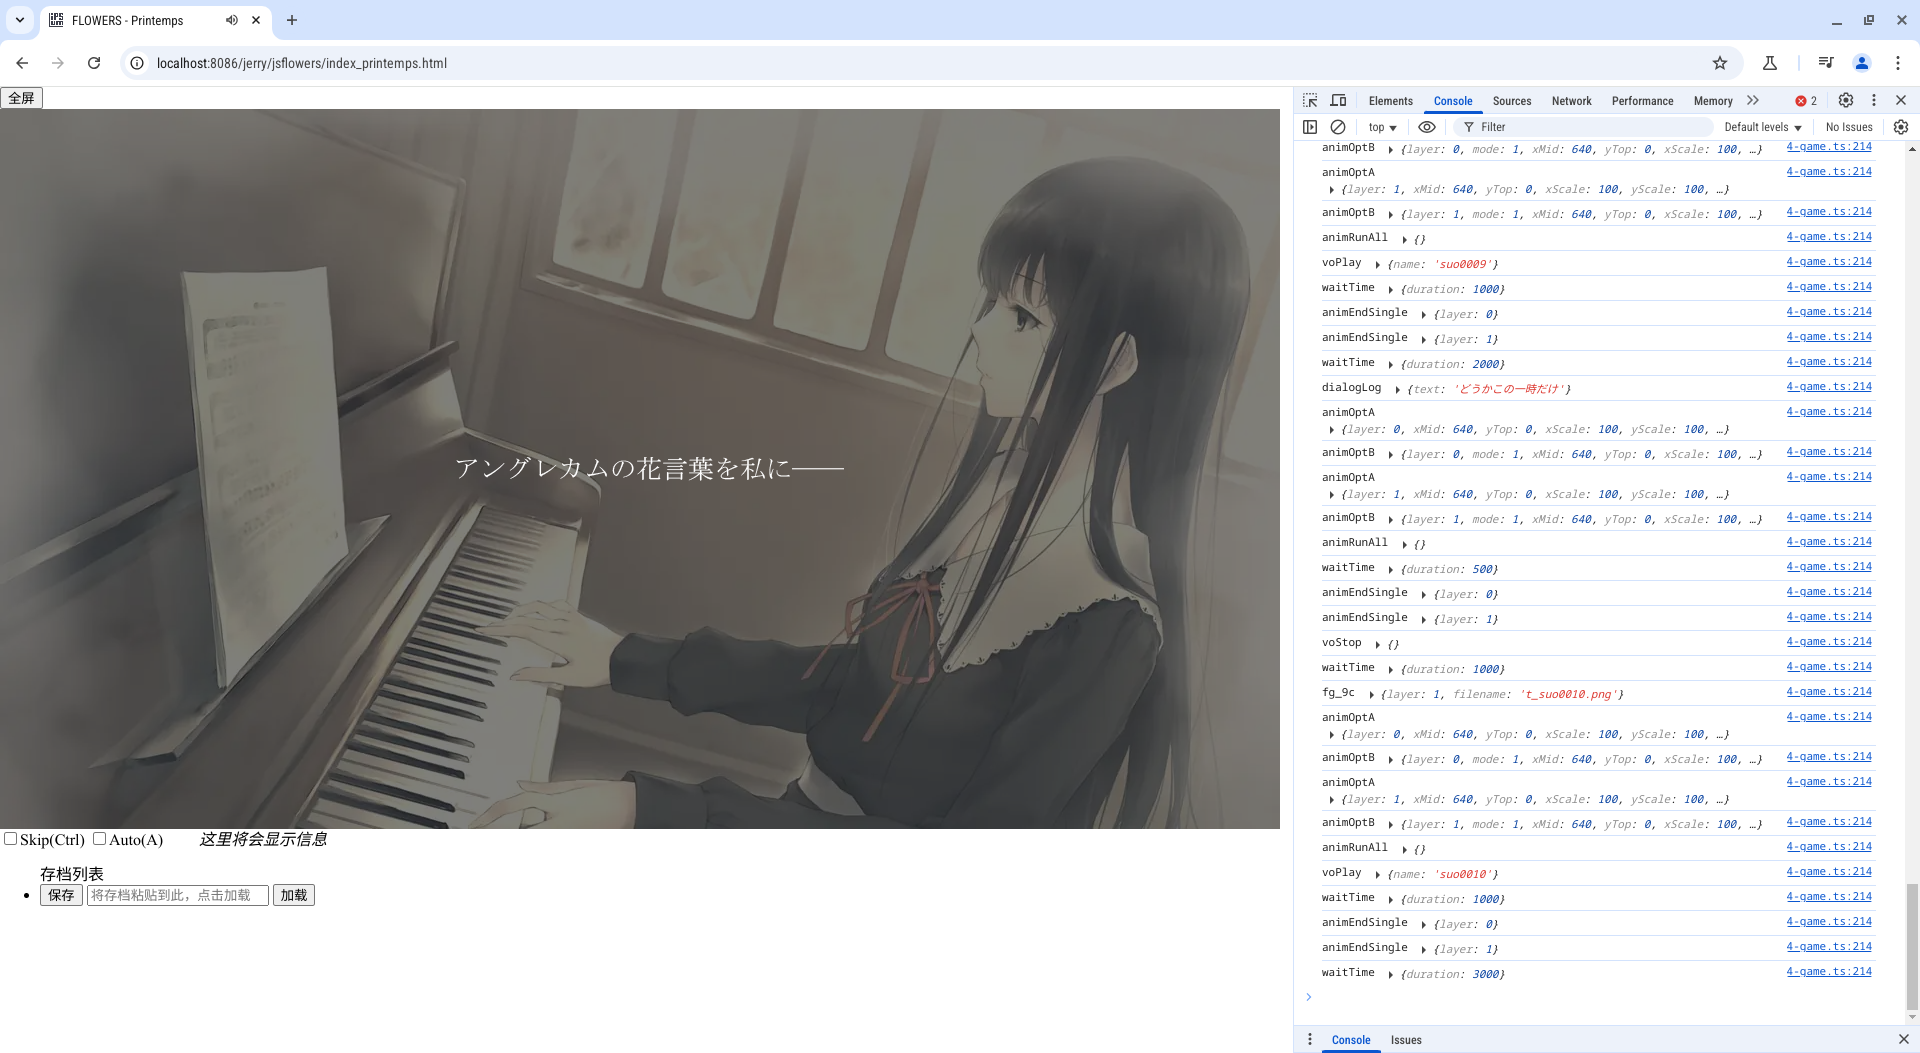 FLOWERS - Printemps
localhost:8086/jerry/jsflowers/index_printemps.html
全屏
アングレカムの花言葉を私に——
Skip(Ctrl) Auto(A) 这里将会显示信息
存档列表
保存 将存档粘贴到此，点击加载 加载
Elements Console Sources Network Performance Memory 2
top Filter Default levels No Issues
animOptB {layer: 0, mode: 1, xMid: 640, yTop: 0, xScale: 100, …} 4-game.ts:214
animOptA 4-game.ts:214
{layer: 1, xMid: 640, yTop: 0, xScale: 100, yScale: 100, …}
animOptB {layer: 1, mode: 1, xMid: 640, yTop: 0, xScale: 100, …} 4-game.ts:214
animRunAll {} 4-game.ts:214
voPlay {name: 'suo0009'} 4-game.ts:214
waitTime {duration: 1000} 4-game.ts:214
animEndSingle {layer: 0} 4-game.ts:214
animEndSingle {layer: 1} 4-game.ts:214
waitTime {duration: 2000} 4-game.ts:214
dialogLog {text: 'どうかこの一時だけ'} 4-game.ts:214
animOptA 4-game.ts:214
{layer: 0, xMid: 640, yTop: 0, xScale: 100, yScale: 100, …}
animOptB {layer: 0, mode: 1, xMid: 640, yTop: 0, xScale: 100, …} 4-game.ts:214
animOptA 4-game.ts:214
{layer: 1, xMid: 640, yTop: 0, xScale: 100, yScale: 100, …}
animOptB {layer: 1, mode: 1, xMid: 640, yTop: 0, xScale: 100, …} 4-game.ts:214
animRunAll {} 4-game.ts:214
waitTime {duration: 500} 4-game.ts:214
animEndSingle {layer: 0} 4-game.ts:214
animEndSingle {layer: 1} 4-game.ts:214
voStop {} 4-game.ts:214
waitTime {duration: 1000} 4-game.ts:214
fg_9c {layer: 1, filename: 't_suo0010.png'} 4-game.ts:214
animOptA 4-game.ts:214
{layer: 0, xMid: 640, yTop: 0, xScale: 100, yScale: 100, …}
animOptB {layer: 0, mode: 1, xMid: 640, yTop: 0, xScale: 100, …} 4-game.ts:214
animOptA 4-game.ts:214
{layer: 1, xMid: 640, yTop: 0, xScale: 100, yScale: 100, …}
animOptB {layer: 1, mode: 1, xMid: 640, yTop: 0, xScale: 100, …} 4-game.ts:214
animRunAll {} 4-game.ts:214
voPlay {name: 'suo0010'} 4-game.ts:214
waitTime {duration: 1000} 4-game.ts:214
animEndSingle {layer: 0} 4-game.ts:214
animEndSingle {layer: 1} 4-game.ts:214
waitTime {duration: 3000} 4-game.ts:214
Console Issues